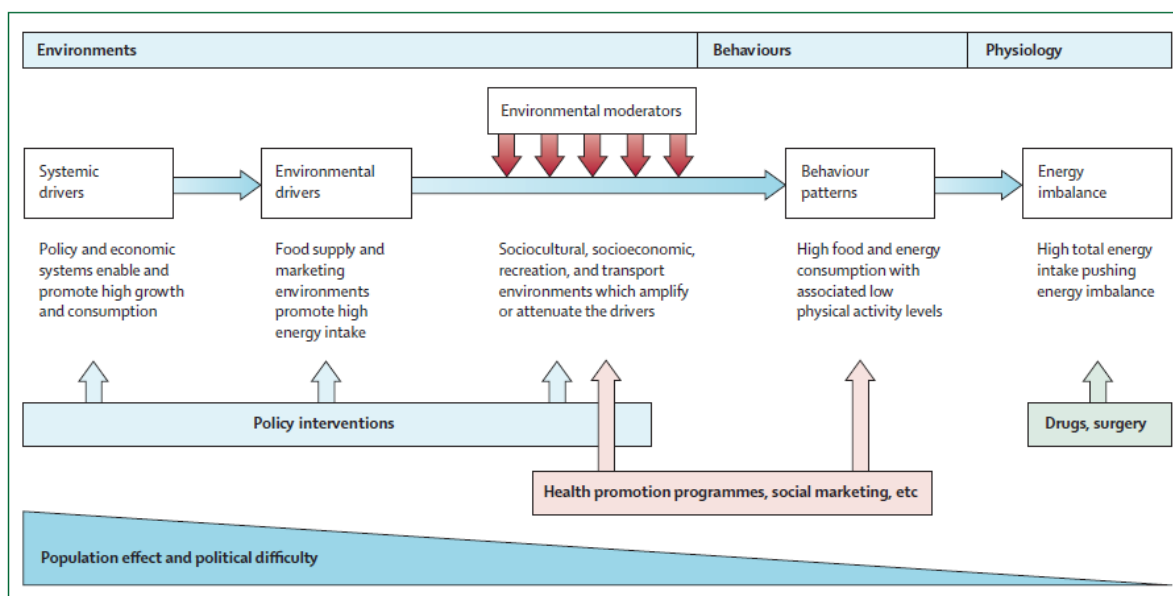 Environments
Behaviours
Physiology
Environmental moderators
Systemic
drivers
Environmental
drivers
Behaviour
patterns
Energy
imbalance
Policy and economic
systems enable and
promote high growth
and consumption
Food supply and
marketing
environments
promote high
energy intake
Sociocultural, socioeconomic,
recreation, and transport
environments which amplify
or attenuate the drivers
High food and energy
consumption with
associated low
physical activity levels
High total energy
intake pushing
energy imbalance
Policy interventions
Drugs, surgery
Health promotion programmes, social marketing, etc
Population effect and political difficulty